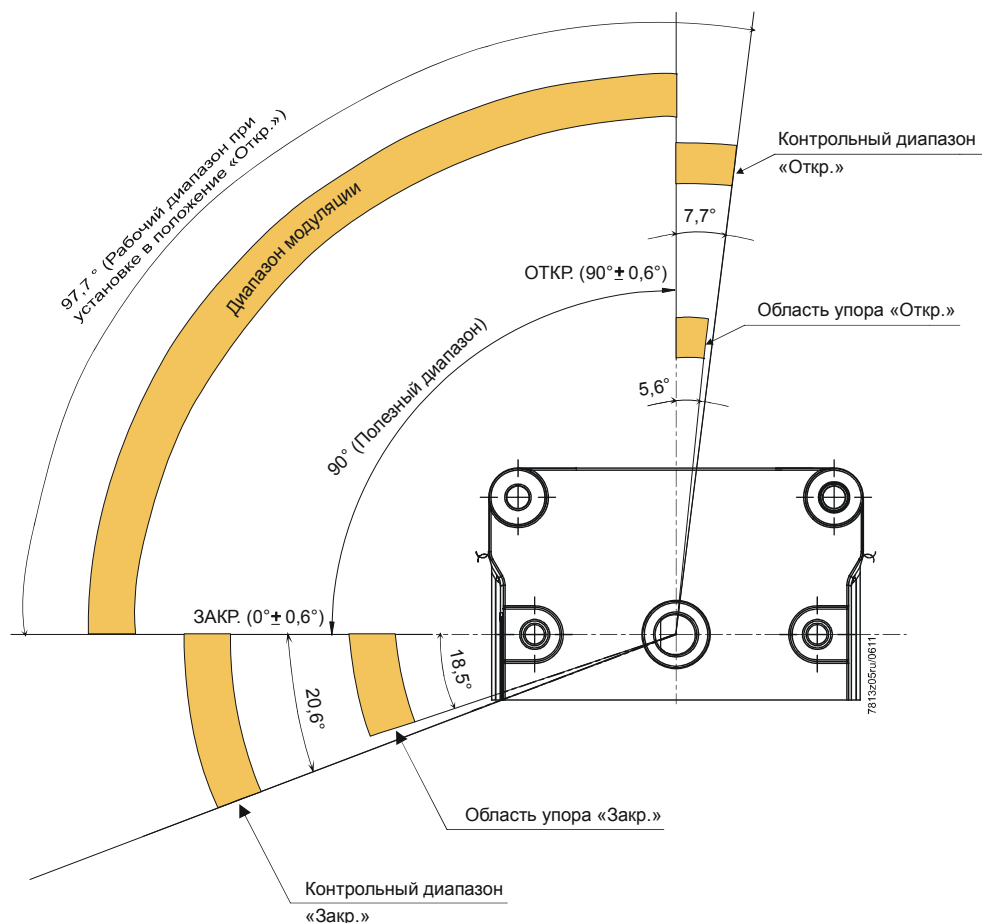 97,7 ° (Рабочий диапазон при
установке в положение «Откр.»)
Диапазон модуляции
Контрольный диапазон
«Откр.»
7,7°
ОТКР. (90°± 0,6°)
Область упора «Откр.»
90° (Полезный диапазон)
5,6°
ЗАКР. (0°± 0,6°)
18,5°
20,6°
7813z05ru/0611
Область упора «Закр.»
Контрольный диапазон
«Закр.»